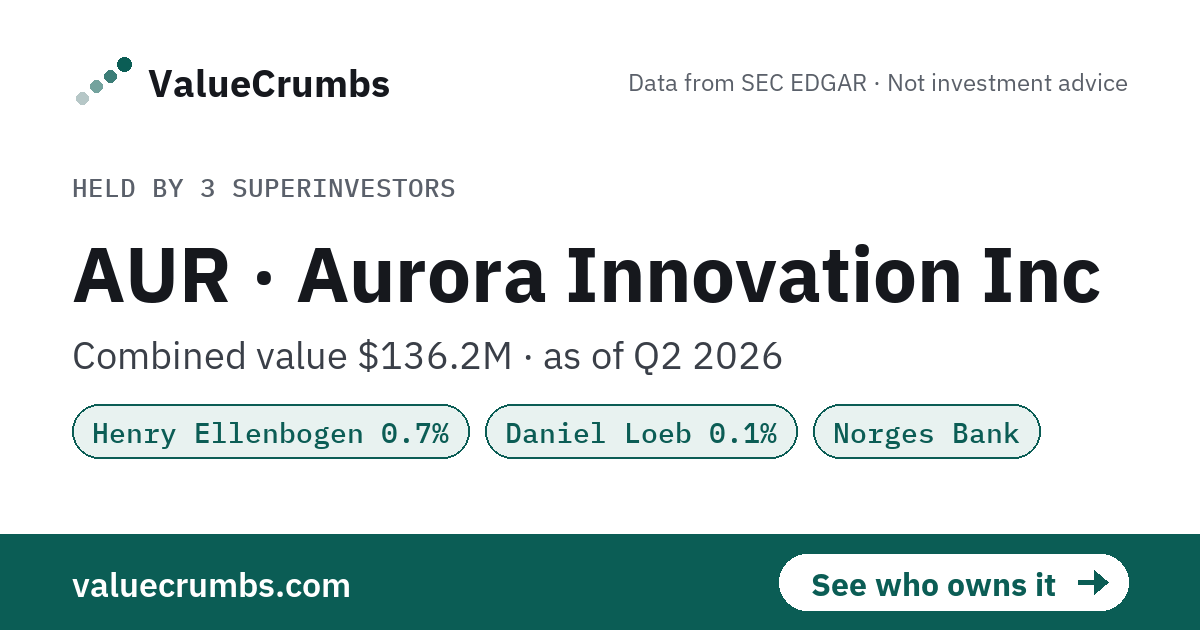 ValueCrumbs
Data from SEC EDGAR · Not investment advice
HELD BY 3 SUPERINVESTORS
AUR · Aurora Innovation Inc
Combined value $136.2M · as of Q2 2026
Henry Ellenbogen 0.7% Daniel Loeb 0.1% Norges Bank
valuecrumbs.com
See who owns it →